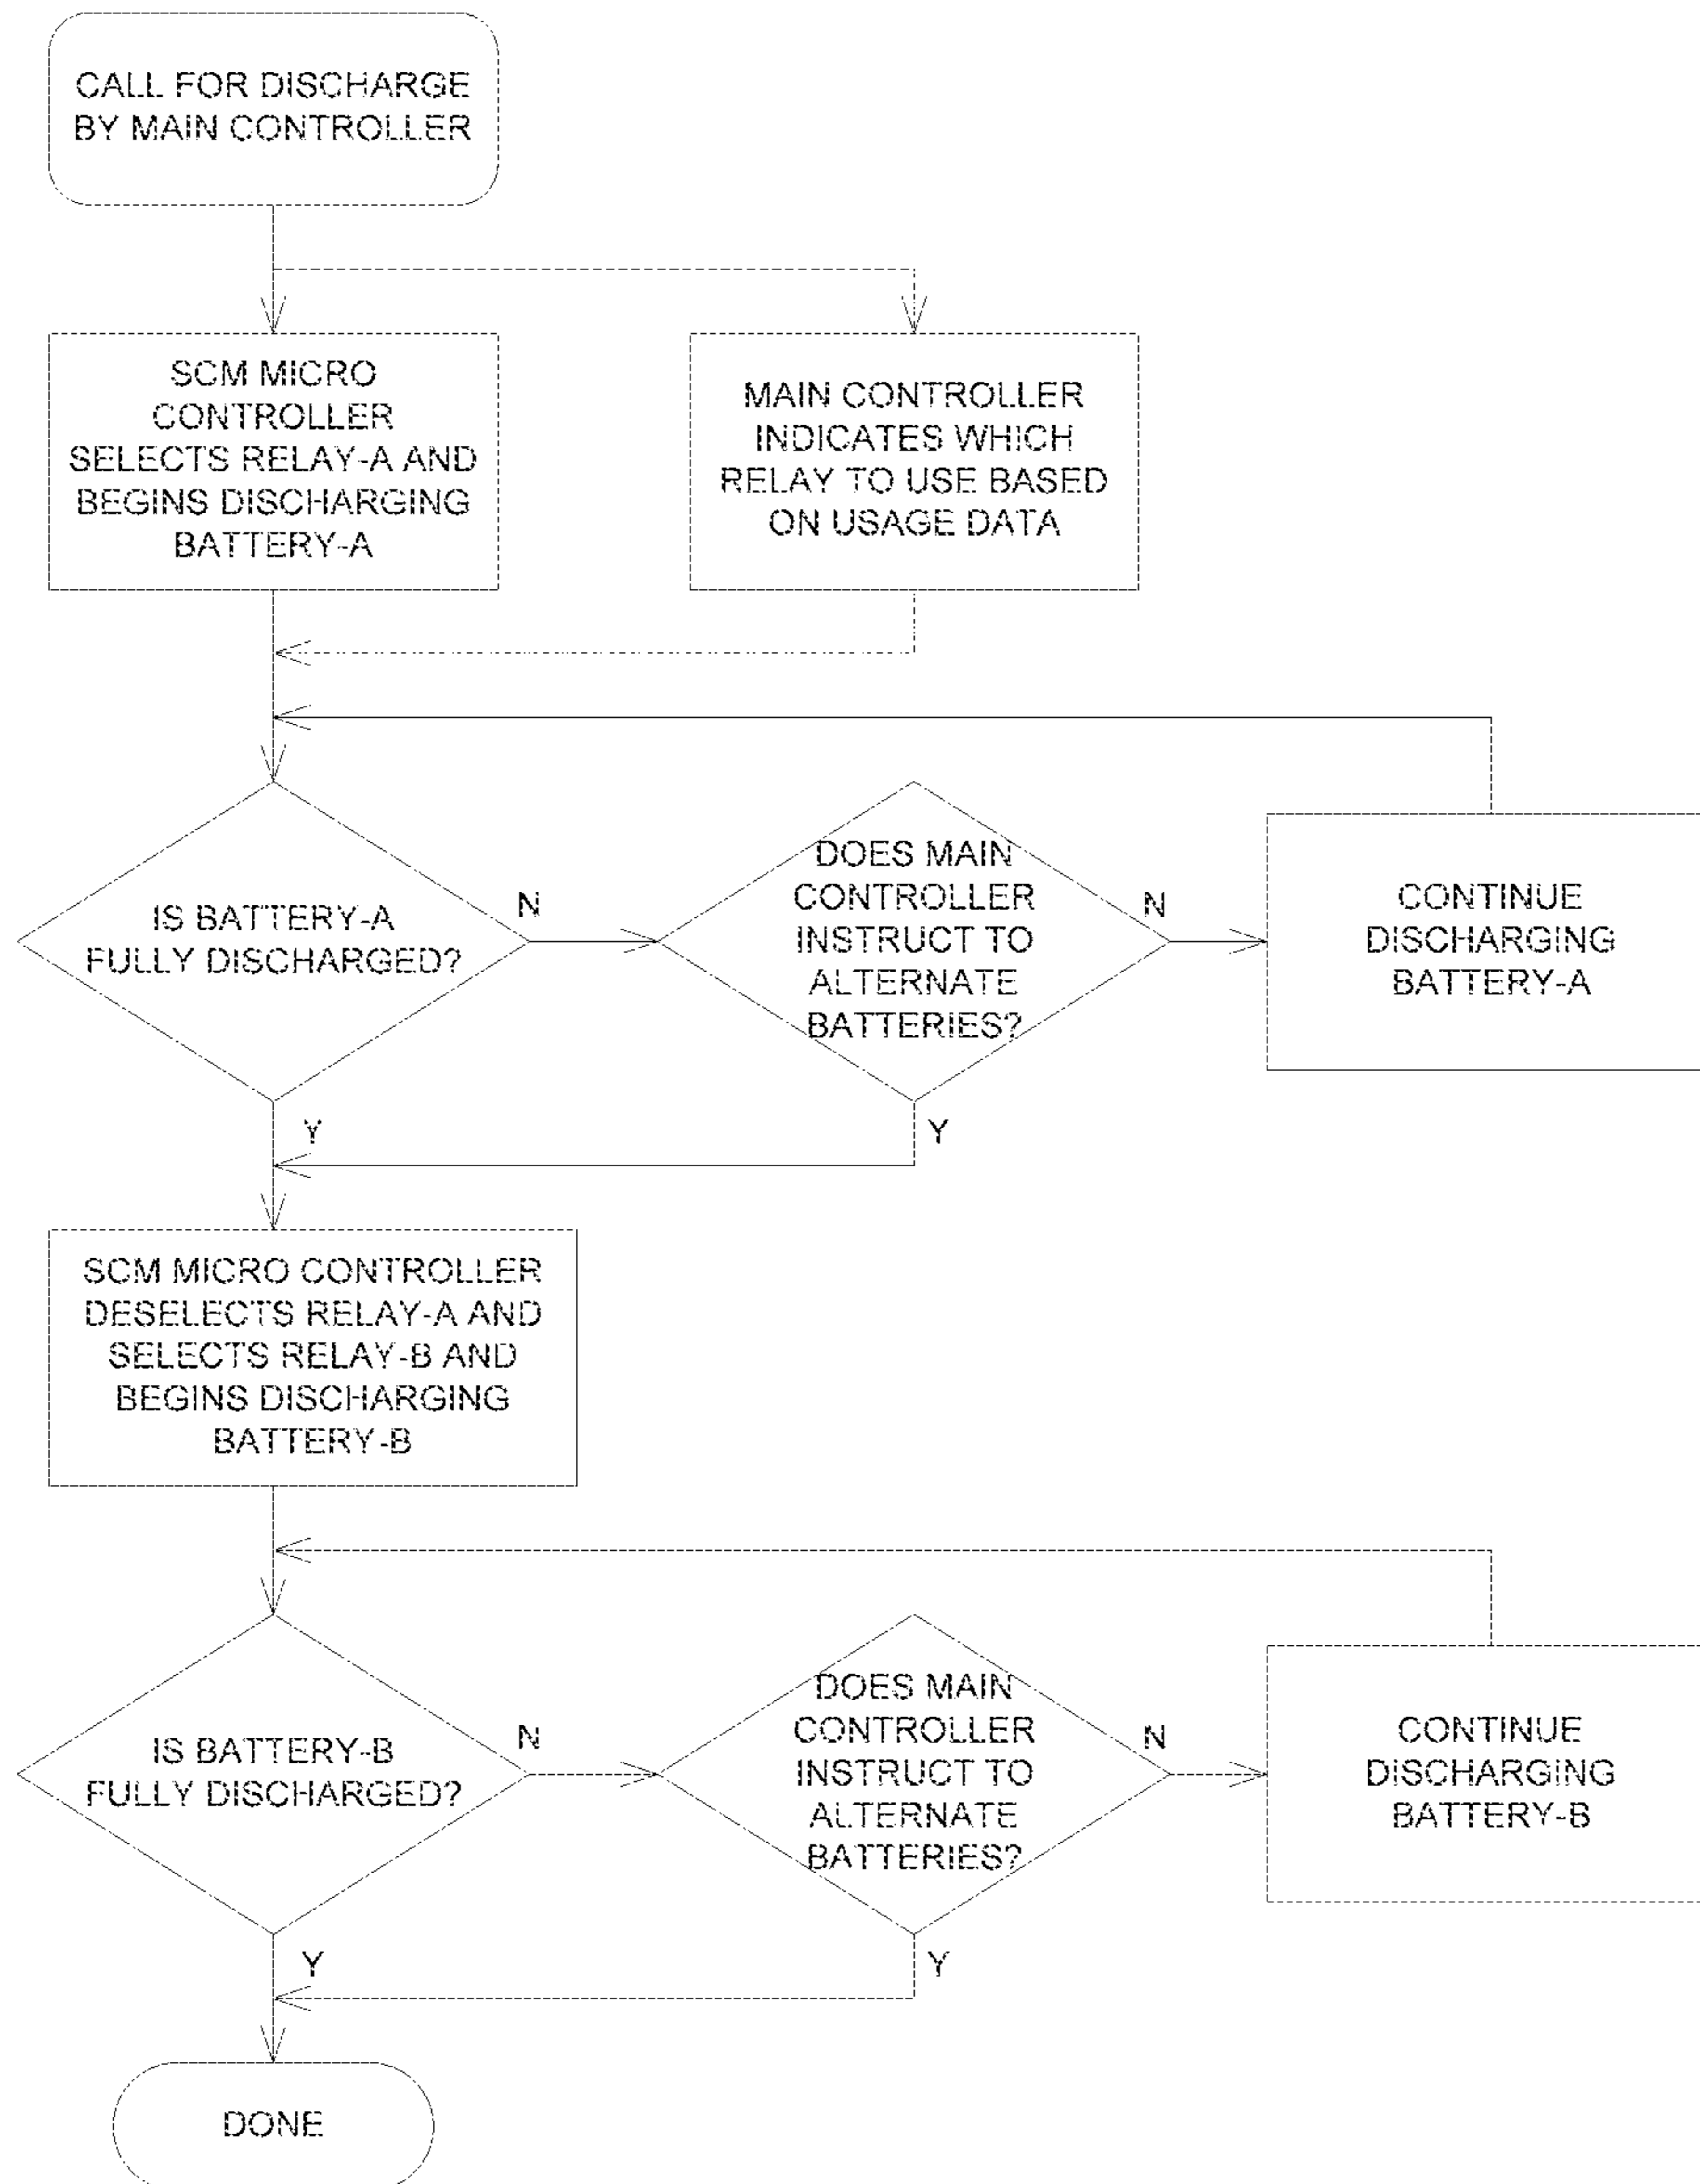 CALL FOR DISCHARGE
BY MAIN CONTROLLER
SCM MICRO
CONTROLLER
SELECTS RELAY-A AND
BEGINS DISCHARGING
BATTERY-A
MAIN CONTROLLER
INDICATES WHICH
RELAY TO USE BASED
ON USAGE DATA
IS BATTERY-A
FULLY DISCHARGED?
N
DOES MAIN
CONTROLLER
INSTRUCT TO
ALTERNATE
BATTERIES?
N
CONTINUE
DISCHARGING
BATTERY-A
Y
Y
SCM MICRO CONTROLLER
DESELECTS RELAY-A AND
SELECTS RELAY-B AND
BEGINS DISCHARGING
BATTERY-B
IS BATTERY-B
FULLY DISCHARGED?
N
DOES MAIN
CONTROLLER
INSTRUCT TO
ALTERNATE
BATTERIES?
N
CONTINUE
DISCHARGING
BATTERY-B
Y
Y
DONE